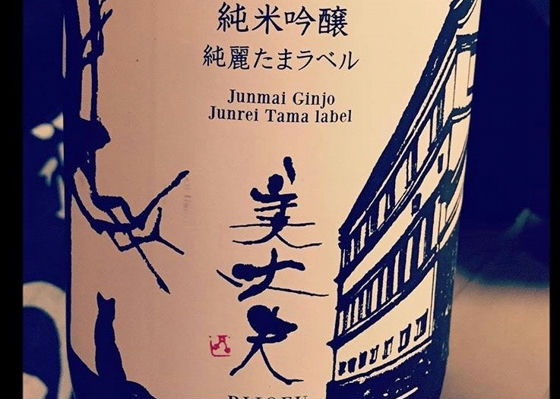 純米吟醸
純麗たまラベル
Junmai Ginjo
Junrei Tama label
美丈夫
BIJOFU